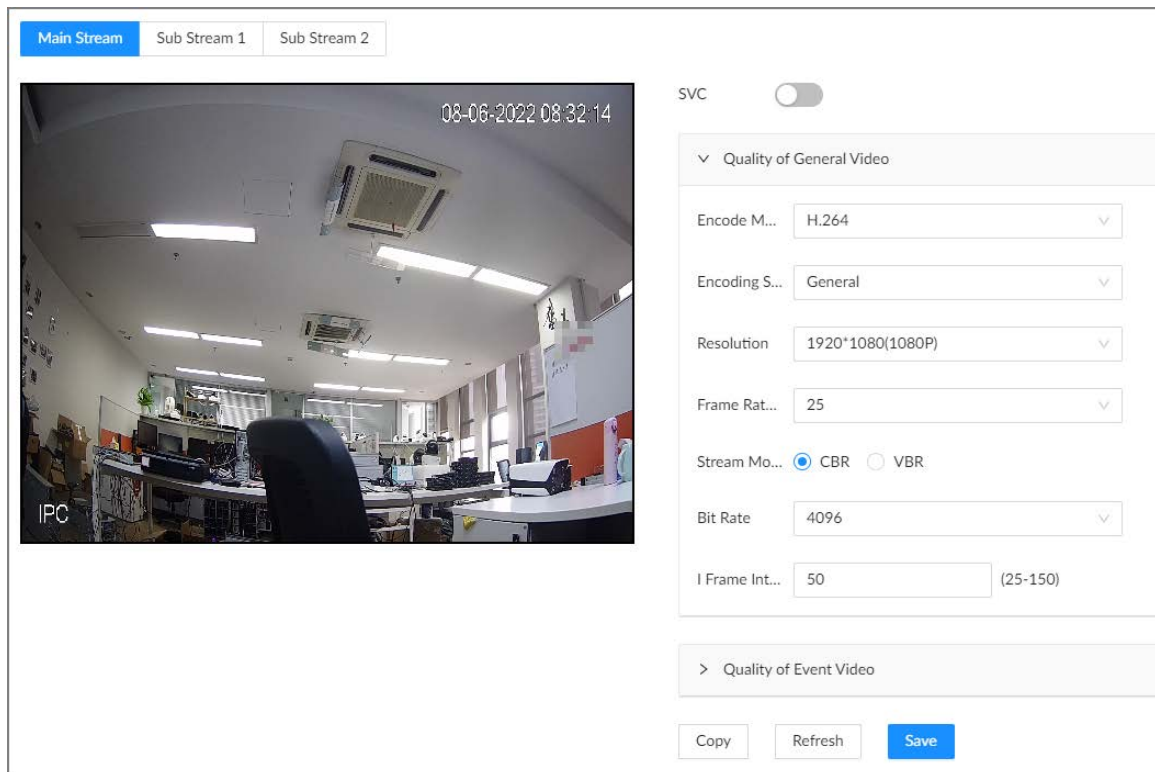 Main Stream
Sub Stream 1
Sub Stream 2
08-06-2022 08:32:14
IPC
SVC
Quality of General Video
Encode M... H.264
Encoding S... General
Resolution 1920*1080(1080P)
Frame Rat... 25
Stream Mo... CBR VBR
Bit Rate 4096
I Frame Int... 50 (25-150)
Quality of Event Video
Copy
Refresh
Save